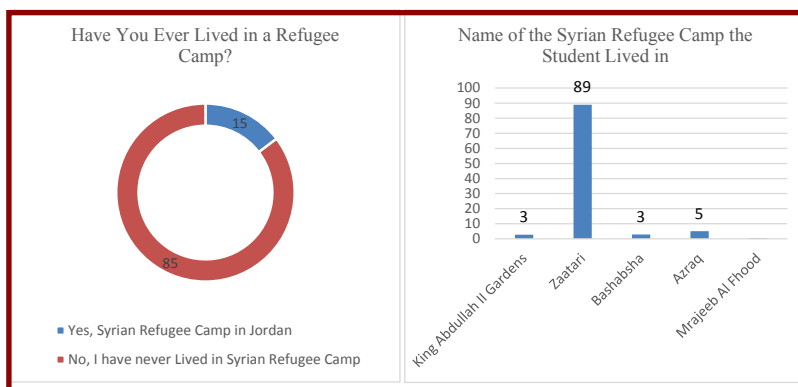 Have You Ever Lived in a Refugee
Camp?
15
85
Yes, Syrian Refugee Camp in Jordan
No, I have never Lived in Syrian Refugee Camp
Name of the Syrian Refugee Camp the
Student Lived in
100
90
80
70
60
50
40
30
20
10
0
3
89
3
5
King Abdullah II Gardens
Zaatari
Bashabsha
Azraq
Mrajeeb Al Fhood